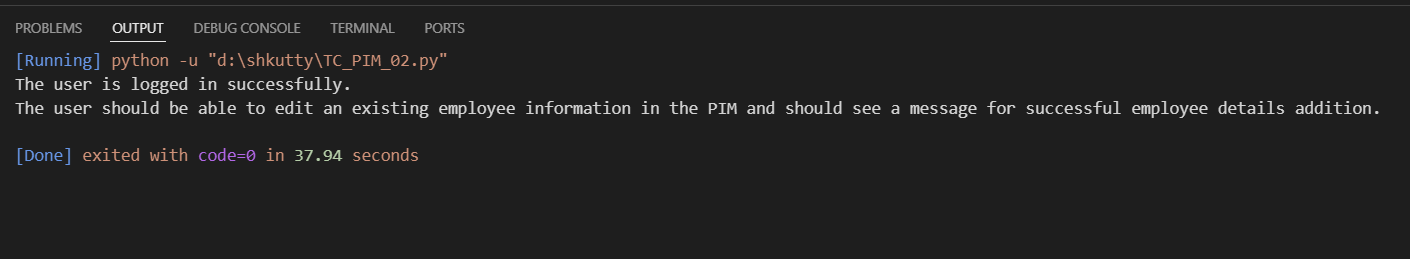 PROBLEMS OUTPUT DEBUG CONSOLE TERMINAL PORTS
[Running] python -u "d:\shkutty\TC_PIM_02.py"
The user is logged in successfully.
The user should be able to edit an existing employee information in the PIM and should see a message for successful employee details addition.
[Done] exited with code=0 in 37.94 seconds